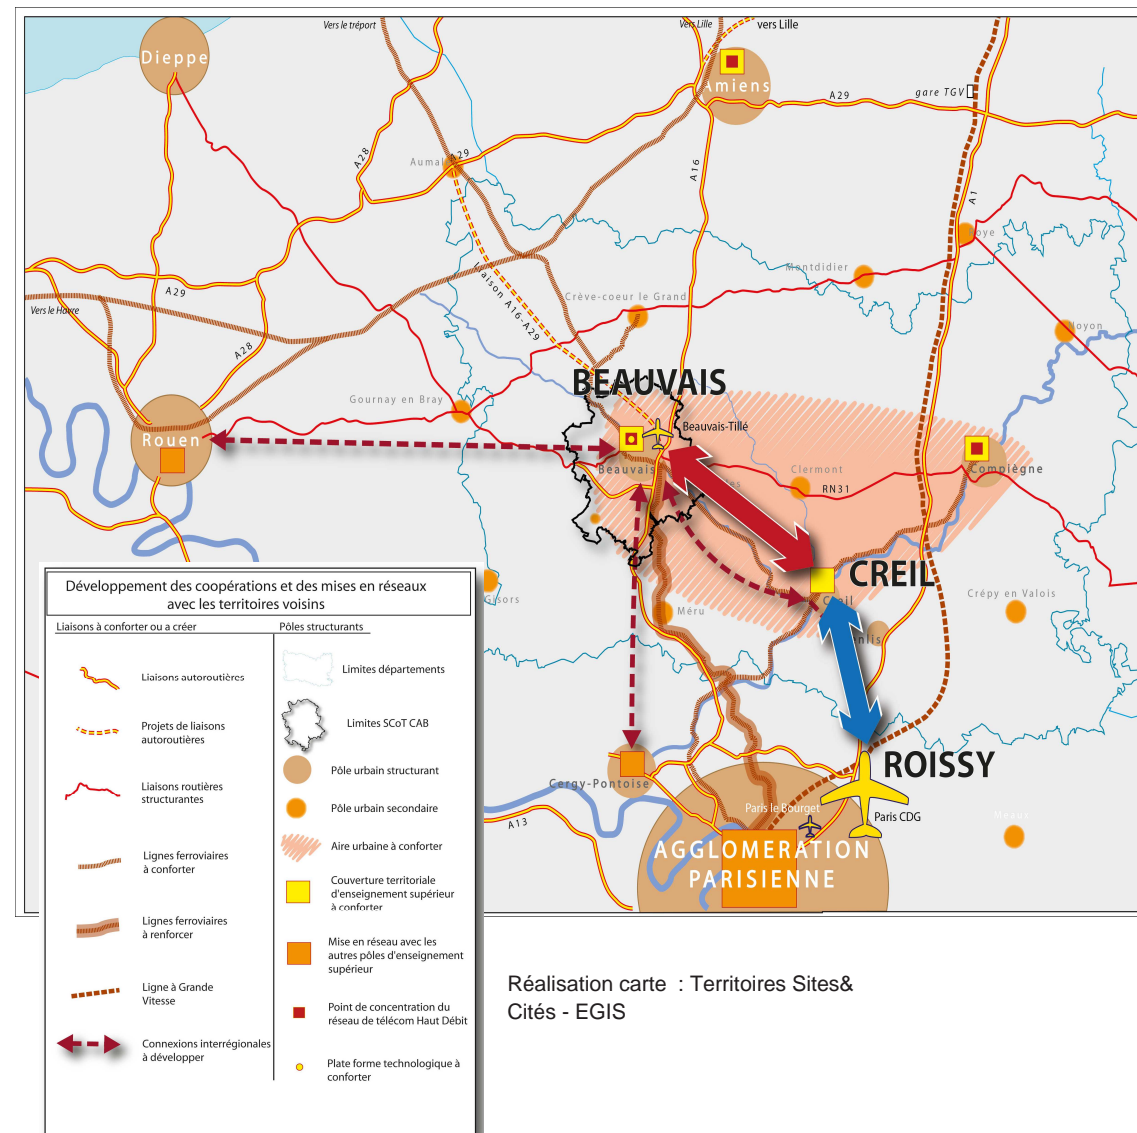 Dieppe
Vers le tréport
Vers Lille
vers Lille
Amiens
A29
gare TGV
A28
Aumale
A29
A16
A1
Roye
Montdidier
A29
Vers le Havre
Liaison A16-A29
Crève-coeur le Grand
Noyon
A28
BEAUVAIS
Gournay en Bray
Beauvais-Tillé
Rouen
Beauvais
Clermont
Compiègne
RN31
CREIL
Creil
Gisors
Méru
Crépy en Valois
ROISSY
Cergy-Pontoise
Paris le Bourget
Paris CDG
Meaux
A13
AGGLOMERATION
PARISIENNE
Développement des coopérations et des mises en réseaux
avec les territoires voisins
Liaisons à conforter ou a créer
Liaisons autoroutières
Projets de liaisons
autoroutières
Liaisons routières
structurantes
Lignes ferroviaires
à conforter
Lignes ferroviaires
à renforcer
Ligne à Grande
Vitesse
Connexions interrégionales
à développer
Pôles structurants
Limites départements
Limites SCoT CAB
Pôle urbain structurant
Pôle urbain secondaire
Aire urbaine à conforter
Couverture territoriale
d'enseignement supérieur
à conforter
Mise en réseau avec les
autres pôles d'enseignement
supérieur
Point de concentration du
réseau de télécom Haut Débit
Plate forme technologique à
conforter
Réalisation carte : Territoires Sites&
Cités - EGIS